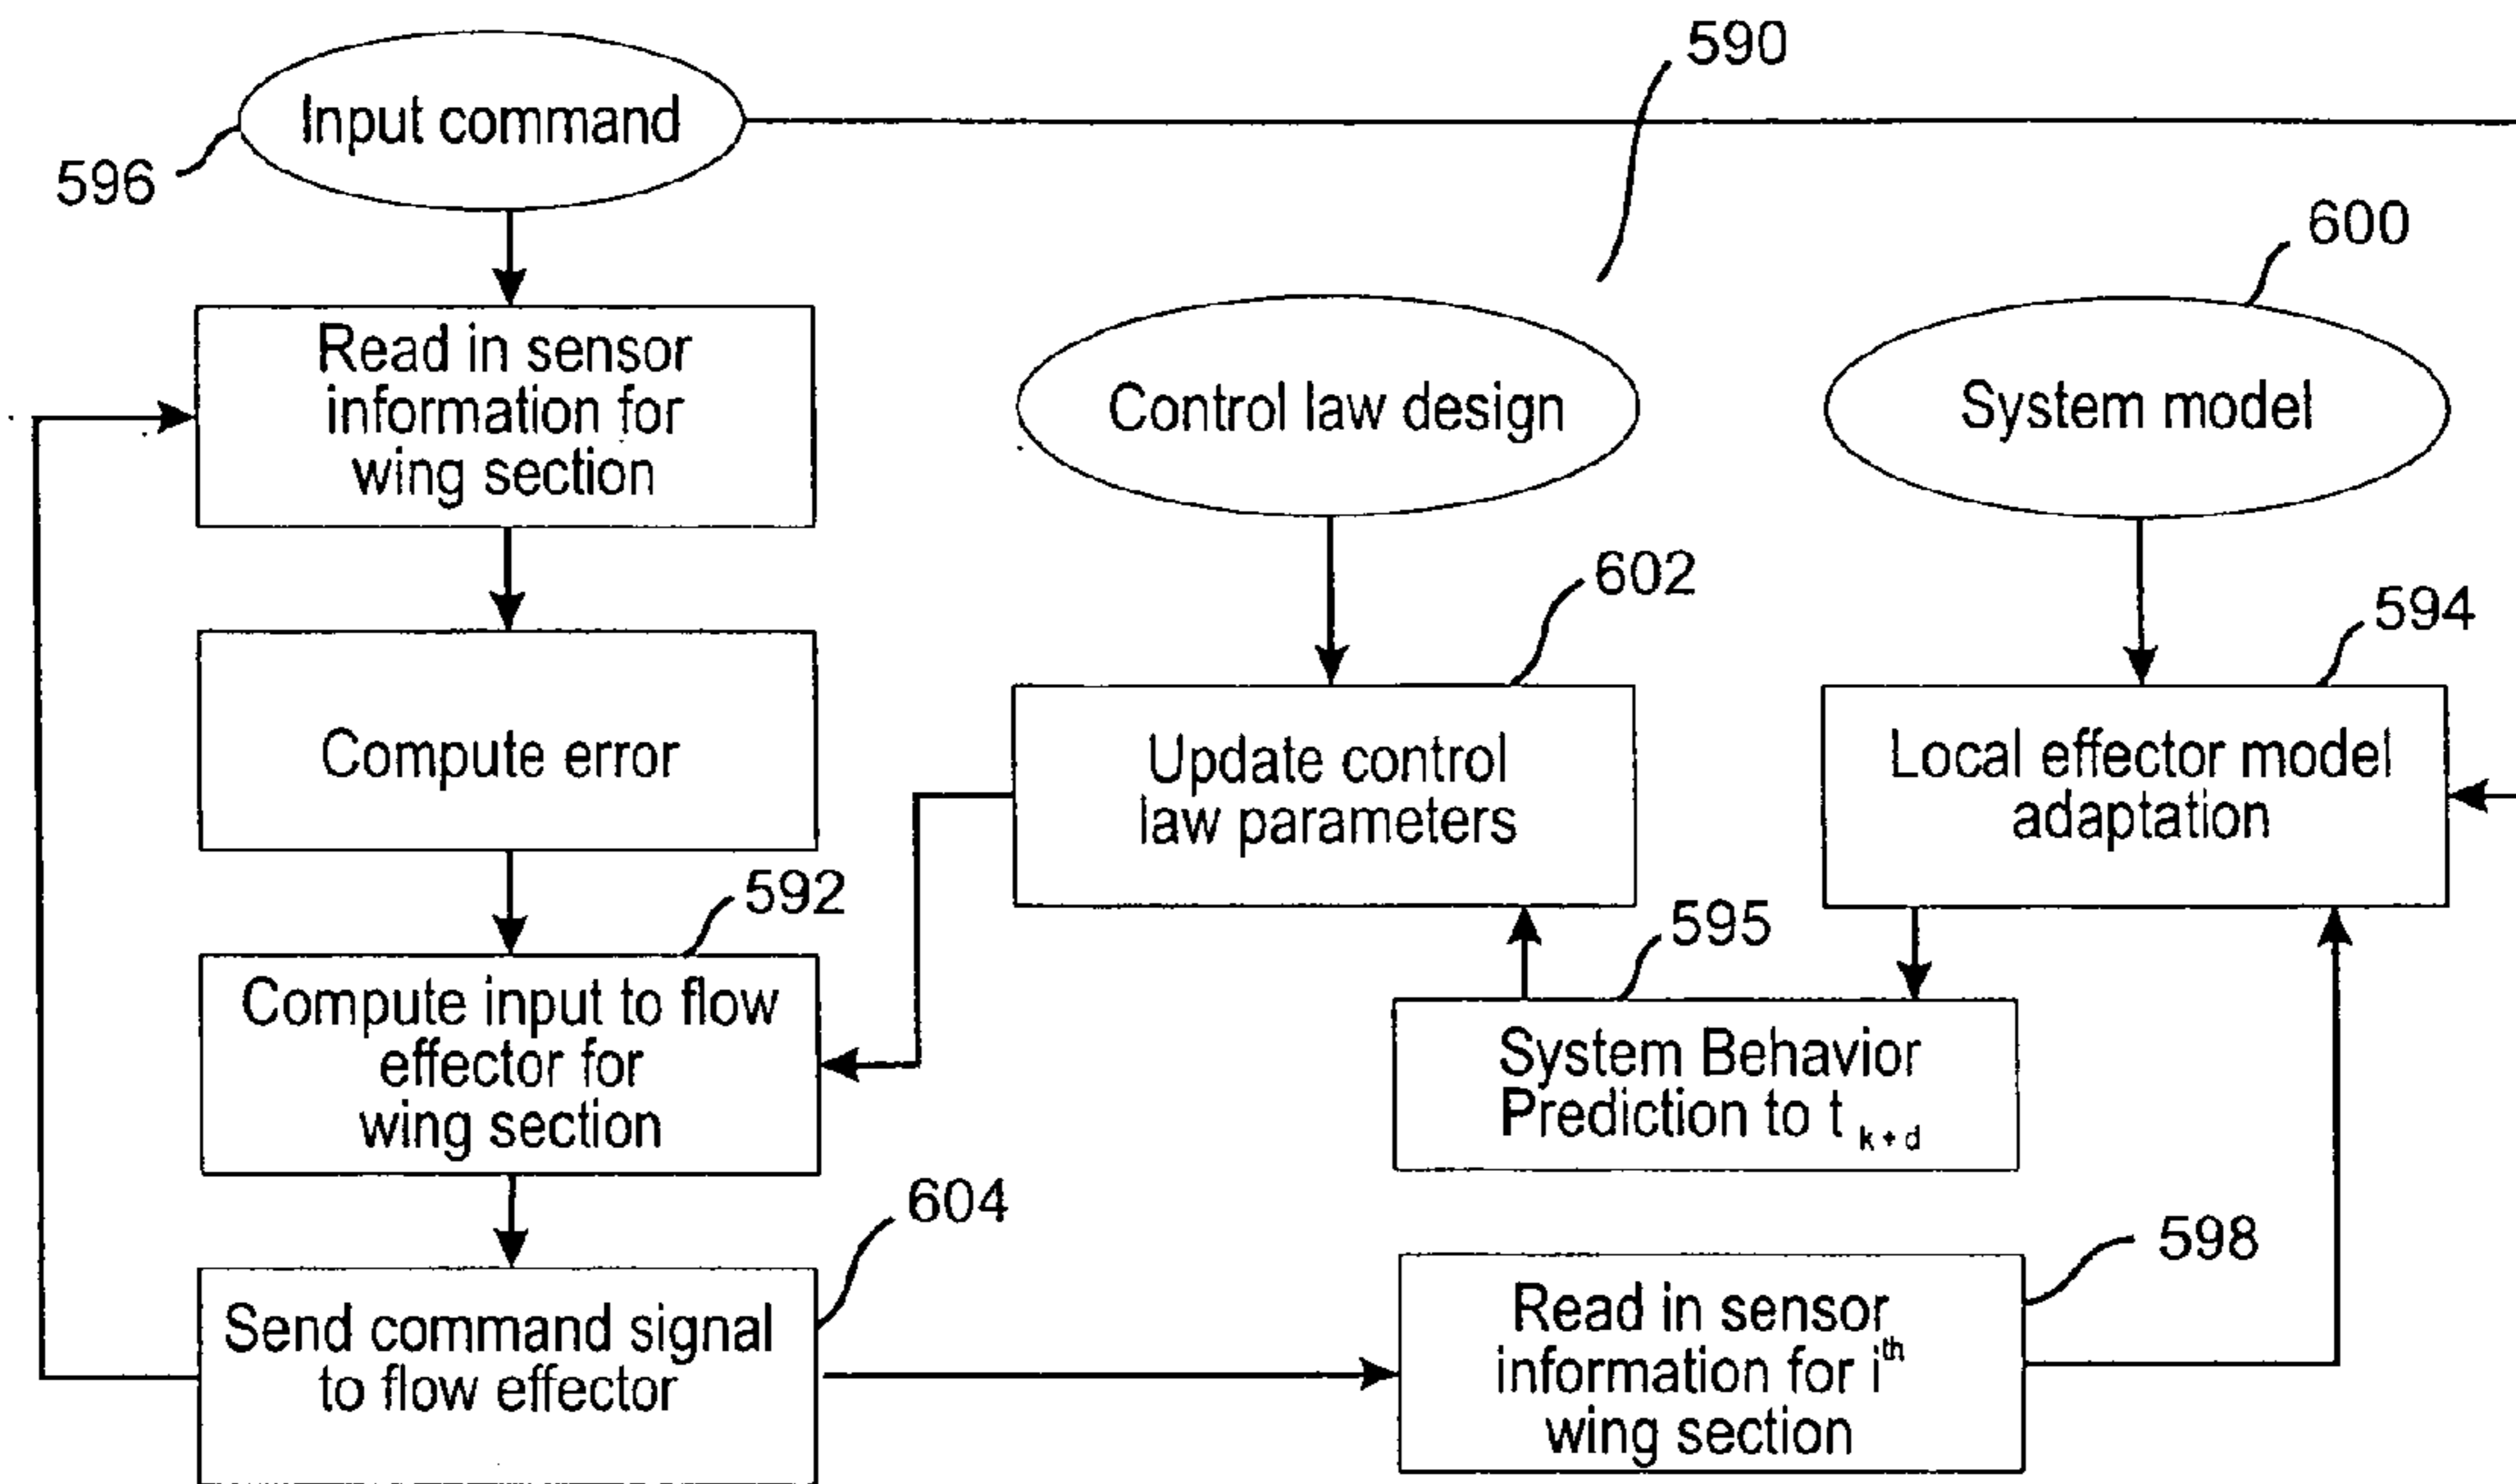 590
Input command
596
600
Read in sensor
information for
wing section
Control law design
System model
602
594
Compute error
Update control
law parameters
Local effector model
adaptation
592
595
Compute input to flow
effector for
wing section
System Behavior
Prediction to t k + d
604
598
Send command signal
to flow effector
Read in sensor
information for i th
wing section